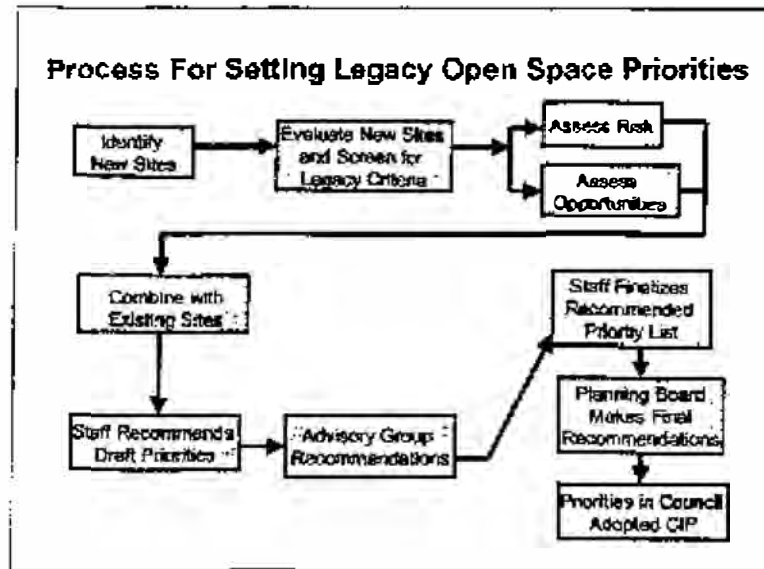 Process For Setting Legacy Open Space Priorities
Identify
New Sites
Evaluate New Sites
and Screen for
Legacy Criteria
Assess Risk
Assess
Opportunities
Combine with
Existing Sites
Staff Recommends
Draft Priorities
Advisory Group
Recommendations
Staff Finalizes
Recommended
Priority List
Planning Board
Makes Final
Recommendations
Priorities in Council
Adopted CIP